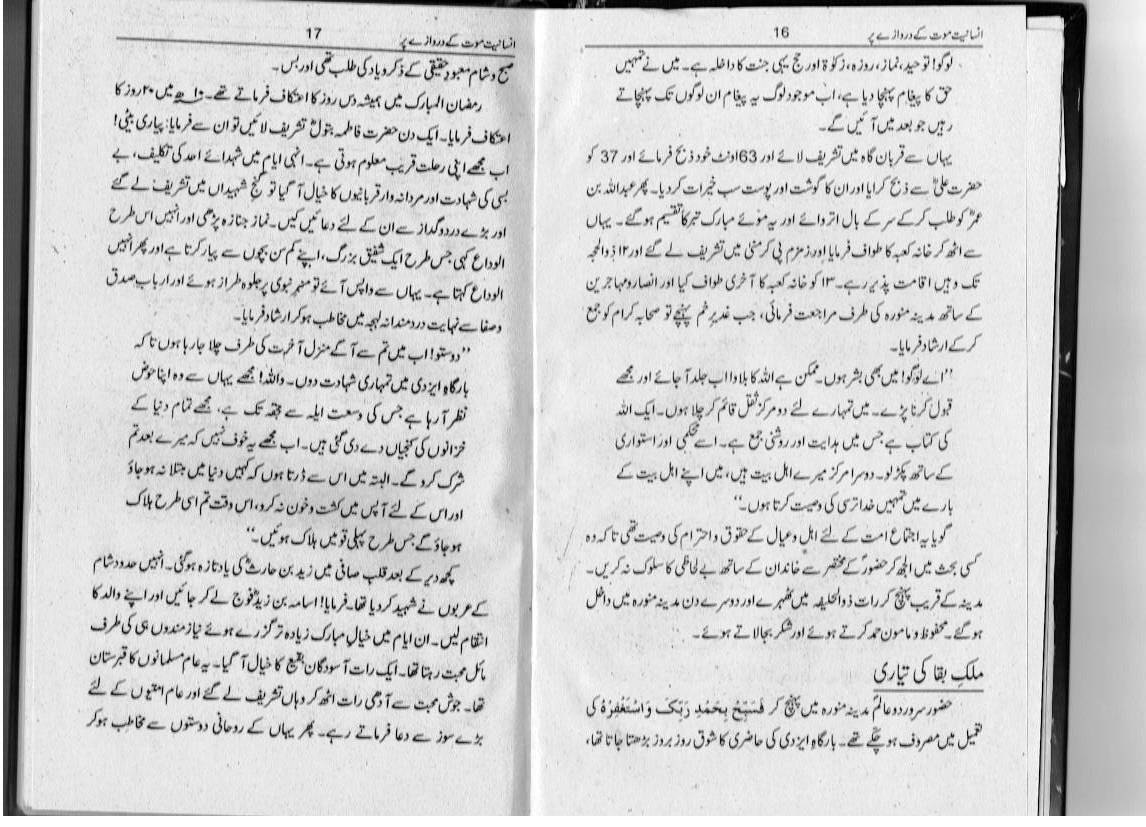 انسانیت موت کے دروازے پر
16
لوگو! توحید، نماز، روزہ، زکوٰۃ اور حج یہی جنت کا داخلہ ہے۔ میں نے تمہیں
حق کا پیغام پہنچا دیا ہے، اب موجود لوگ یہ پیغام ان لوگوں تک پہنچاتے
رہیں جو بعد میں آئیں گے۔
یہاں سے قربان گاہ میں تشریف لائے اور 63 اونٹ خود ذبح فرمائے اور 37 کو
حضرت علیؓ سے ذبح کرایا اور ان کا گوشت اور پوست سب خیرات کر دیا۔ پھر عبداللہ بن
عمرؓ کو طلب کر کے سر کے بال اتروائے اور یہ موئے مبارک تبرکاً تقسیم ہو گئے۔ یہاں
سے اٹھ کر خانہ کعبہ کا طواف فرمایا اور زمزم پی کر منیٰ میں تشریف لے گئے اور ۱۲ ذوالحجہ
تک وہیں اقامت پذیر رہے۔ ۱۳ کو خانہ کعبہ کا آخری طواف کیا اور انصار و مہاجرین
کے ساتھ مدینہ منورہ کی طرف مراجعت فرمائی، جب غدیر خم پہنچے تو صحابہ کرام کو جمع
کر کے ارشاد فرمایا۔
’’اے لوگو! میں بھی بشر ہوں۔ ممکن ہے اللہ کا بلاوا اب جلد آ جائے اور مجھے
قبول کرنا پڑے۔ میں تمہارے لئے دو مرکز ثقل قائم کر چلا ہوں۔ ایک اللہ
کی کتاب ہے جس میں ہدایت اور روشنی جمع ہے۔ اسے محکمی اور استواری
کے ساتھ پکڑ لو۔ دوسرا مرکز میرے اہل بیت ہیں، میں اپنے اہل بیت کے
بارے میں تمہیں خدا ترسی کی وصیت کرتا ہوں۔‘‘
گویا یہ اجتماع امت کے لئے اہل و عیال کے حقوق و احترام کی وصیت تھی تاکہ وہ
کسی بحث میں الجھ کر حضورؐ کے مختصر سے خاندان کے ساتھ بے لحاظی کا سلوک نہ کریں۔
مدینہ کے قریب پہنچ کر رات ذوالحلیفہ میں ٹھہرے اور دوسرے دن مدینہ منورہ میں داخل
ہو گئے۔ محفوظ و مامون حمد کرتے ہوئے اور شکر بجا لاتے ہوئے۔
ملکِ بقا کی تیاری
حضور سرور دو عالمؐ مدینہ منورہ میں پہنچ کر فَسَبِّحْ بِحَمْدِ رَبِّکَ وَاسْتَغْفِرْہُ کی
تعمیل میں مصروف ہو چکے تھے۔ بارگاہِ ایزدی کی حاضری کا شوق روز بروز بڑھتا جاتا تھا،
انسانیت موت کے دروازے پر
17
صبح و شام معبودِ حقیقی کے ذکر و یاد کی طلب تھی اور بس۔
رمضان المبارک میں ہمیشہ دس روز کا اعتکاف فرماتے تھے۔ ۱۰ھ میں ۲۰ روز کا
اعتکاف فرمایا۔ ایک دن حضرت فاطمہ بتولؓ تشریف لائیں تو ان سے فرمایا: پیاری بیٹی!
اب مجھے اپنی رحلت قریب معلوم ہوتی ہے۔ انہی ایام میں شہدائے احد کی تکلیف، بے
بسی کی شہادت اور مردانہ وار قربانیوں کا خیال آ گیا تو گنج شہیداں میں تشریف لے گئے
اور بڑے درد و گداز سے ان کے لئے دعائیں کیں۔ نماز جنازہ پڑھی اور انہیں اس طرح
الوداع کہی جس طرح ایک شفیق بزرگ، اپنے کم سن بچوں سے پیار کرتا ہے اور پھر انہیں
الوداع کہتا ہے۔ یہاں سے واپس آئے تو منبر نبوی پر جلوہ طراز ہوئے اور ارباب صدق
و صفا سے نہایت دردمندانہ لہجہ میں مخاطب ہو کر ارشاد فرمایا۔
’’دوستو! اب میں تم سے آگے منزل آخرت کی طرف چلا جا رہا ہوں تاکہ
بارگاہِ ایزدی میں تمہاری شہادت دوں۔ واللہ! مجھے یہاں سے وہ اپنا حوض
نظر آ رہا ہے جس کی وسعت ایلہ سے جحفہ تک ہے، مجھے تمام دنیا کے
خزانوں کی کنجیاں دے دی گئی ہیں۔ اب مجھے یہ خوف نہیں کہ میرے بعد تم
شرک کرو گے۔ البتہ میں اس سے ڈرتا ہوں کہ کہیں دنیا میں مبتلا نہ ہو جاؤ
اور اس کے لئے آپس میں کشت و خون نہ کرو، اس وقت تم اسی طرح ہلاک
ہو جاؤ گے جس طرح پہلی قومیں ہلاک ہوئیں۔‘‘
کچھ دیر کے بعد قلب صافی میں زید بن حارثہؓ کی یاد تازہ ہو گئی۔ انہیں حدود شام
کے عربوں نے شہید کر دیا تھا۔ فرمایا! اسامہ بن زیدؓ فوج لے کر جائیں اور اپنے والد کا
انتقام لیں۔ ان ایام میں خیال مبارک زیادہ تر گزرے ہوئے نیازمندوں ہی کی طرف
مائل محبت رہتا تھا۔ ایک رات آسودگان بقیع کا خیال آ گیا۔ یہ عام مسلمانوں کا قبرستان
تھا۔ جوش محبت سے آدھی رات اٹھ کر وہاں تشریف لے گئے اور عام امتیوں کے لئے
بڑے سوز سے دعا فرماتے رہے۔ پھر یہاں کے روحانی دوستوں سے مخاطب ہو کر